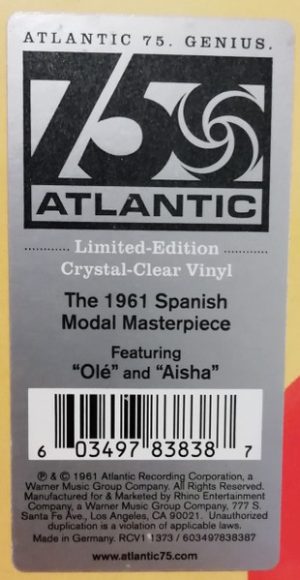 ATLANTIC 75. GENIUS.
75
ATLANTIC
Limited-Edition
Crystal-Clear Vinyl
The 1961 Spanish
Modal Masterpiece
Featuring
"Olé" and "Aisha"
6 03497 83838 7
℗ & © 1961 Atlantic Recording Corporation, a
Warner Music Group Company. All Rights Reserved.
Manufactured for & Marketed by Rhino Entertainment
Company, a Warner Music Group Company, 777 S.
Santa Fe Ave., Los Angeles, CA 90021. Unauthorized
duplication is a violation of applicable laws.
Made in Germany. RCV1 1373 / 603497838387
www.atlantic75.com